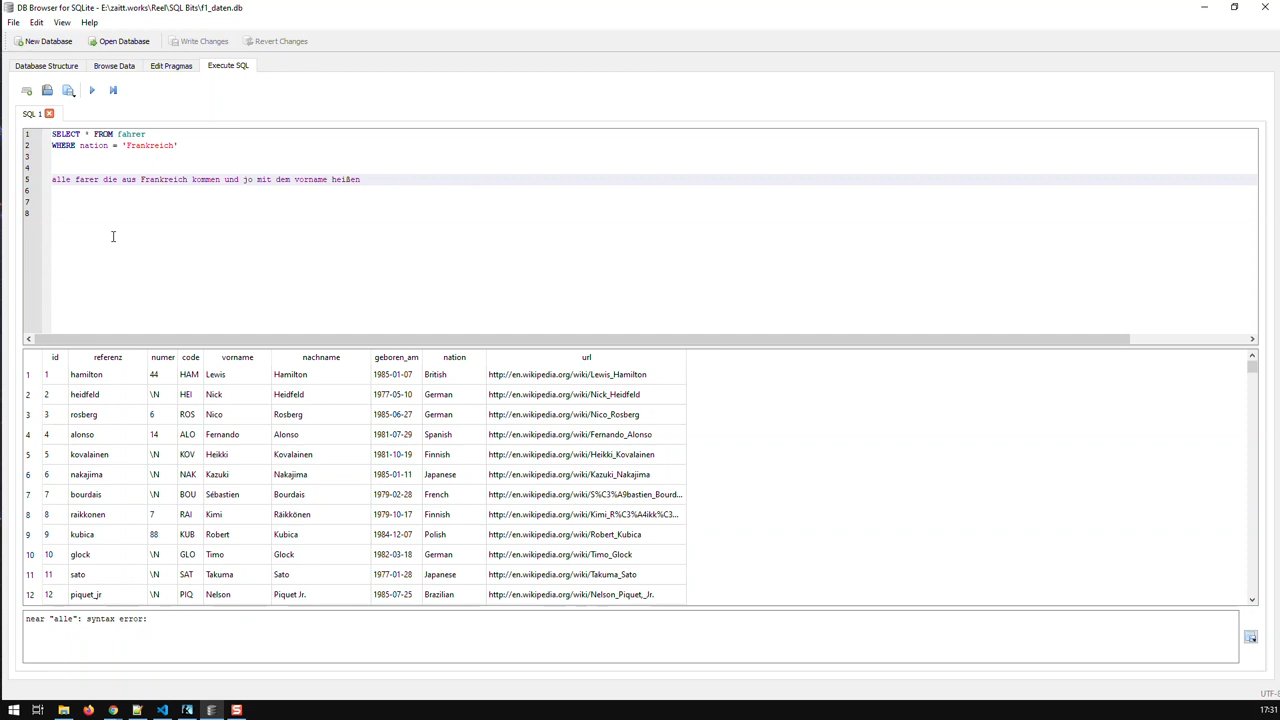 DB Browser for SQLite - E:\zaitt.works\Reel\SQL Bits\f1_daten.db
File Edit View Help
New Database Open Database Write Changes Revert Changes
Database Structure Browse Data Edit Pragmas Execute SQL
SQL 1
1 SELECT * FROM fahrer
2 WHERE nation = 'Frankreich'
3
4
5 alle farer die aus Frankreich kommen und jo mit dem vorname heißen
6
7
8
id referenz numer code vorname nachname geboren_am nation url
1 1 hamilton 44 HAM Lewis Hamilton 1985-01-07 British http://en.wikipedia.org/wiki/Lewis_Hamilton
2 2 heidfeld \N HEI Nick Heidfeld 1977-05-10 German http://en.wikipedia.org/wiki/Nick_Heidfeld
3 3 rosberg 6 ROS Nico Rosberg 1985-06-27 German http://en.wikipedia.org/wiki/Nico_Rosberg
4 4 alonso 14 ALO Fernando Alonso 1981-07-29 Spanish http://en.wikipedia.org/wiki/Fernando_Alonso
5 5 kovalainen \N KOV Heikki Kovalainen 1981-10-19 Finnish http://en.wikipedia.org/wiki/Heikki_Kovalainen
6 6 nakajima \N NAK Kazuki Nakajima 1985-01-11 Japanese http://en.wikipedia.org/wiki/Kazuki_Nakajima
7 7 bourdais \N BOU Sébastien Bourdais 1979-02-28 French http://en.wikipedia.org/wiki/S%C3%A9bastien_Bourd...
8 8 raikkonen 7 RAI Kimi Räikkönen 1979-10-17 Finnish http://en.wikipedia.org/wiki/Kimi_R%C3%A4ikk%C3...
9 9 kubica 88 KUB Robert Kubica 1984-12-07 Polish http://en.wikipedia.org/wiki/Robert_Kubica
10 10 glock \N GLO Timo Glock 1982-03-18 German http://en.wikipedia.org/wiki/Timo_Glock
11 11 sato \N SAT Takuma Sato 1977-01-28 Japanese http://en.wikipedia.org/wiki/Takuma_Sato
12 12 piquet_jr \N PIQ Nelson Piquet Jr. 1985-07-25 Brazilian http://en.wikipedia.org/wiki/Nelson_Piquet,_Jr.
near "alle": syntax error:
UTF-8
17:31